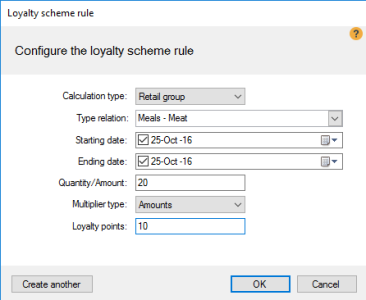 Loyalty scheme rule
?
Configure the loyalty scheme rule
Calculation type: Retail group
Type relation: Meals - Meat
Starting date: 25-Oct -16
Ending date: 25-Oct -16
Quantity/Amount: 20
Multiplier type: Amounts
Loyalty points: 10
Create another OK Cancel